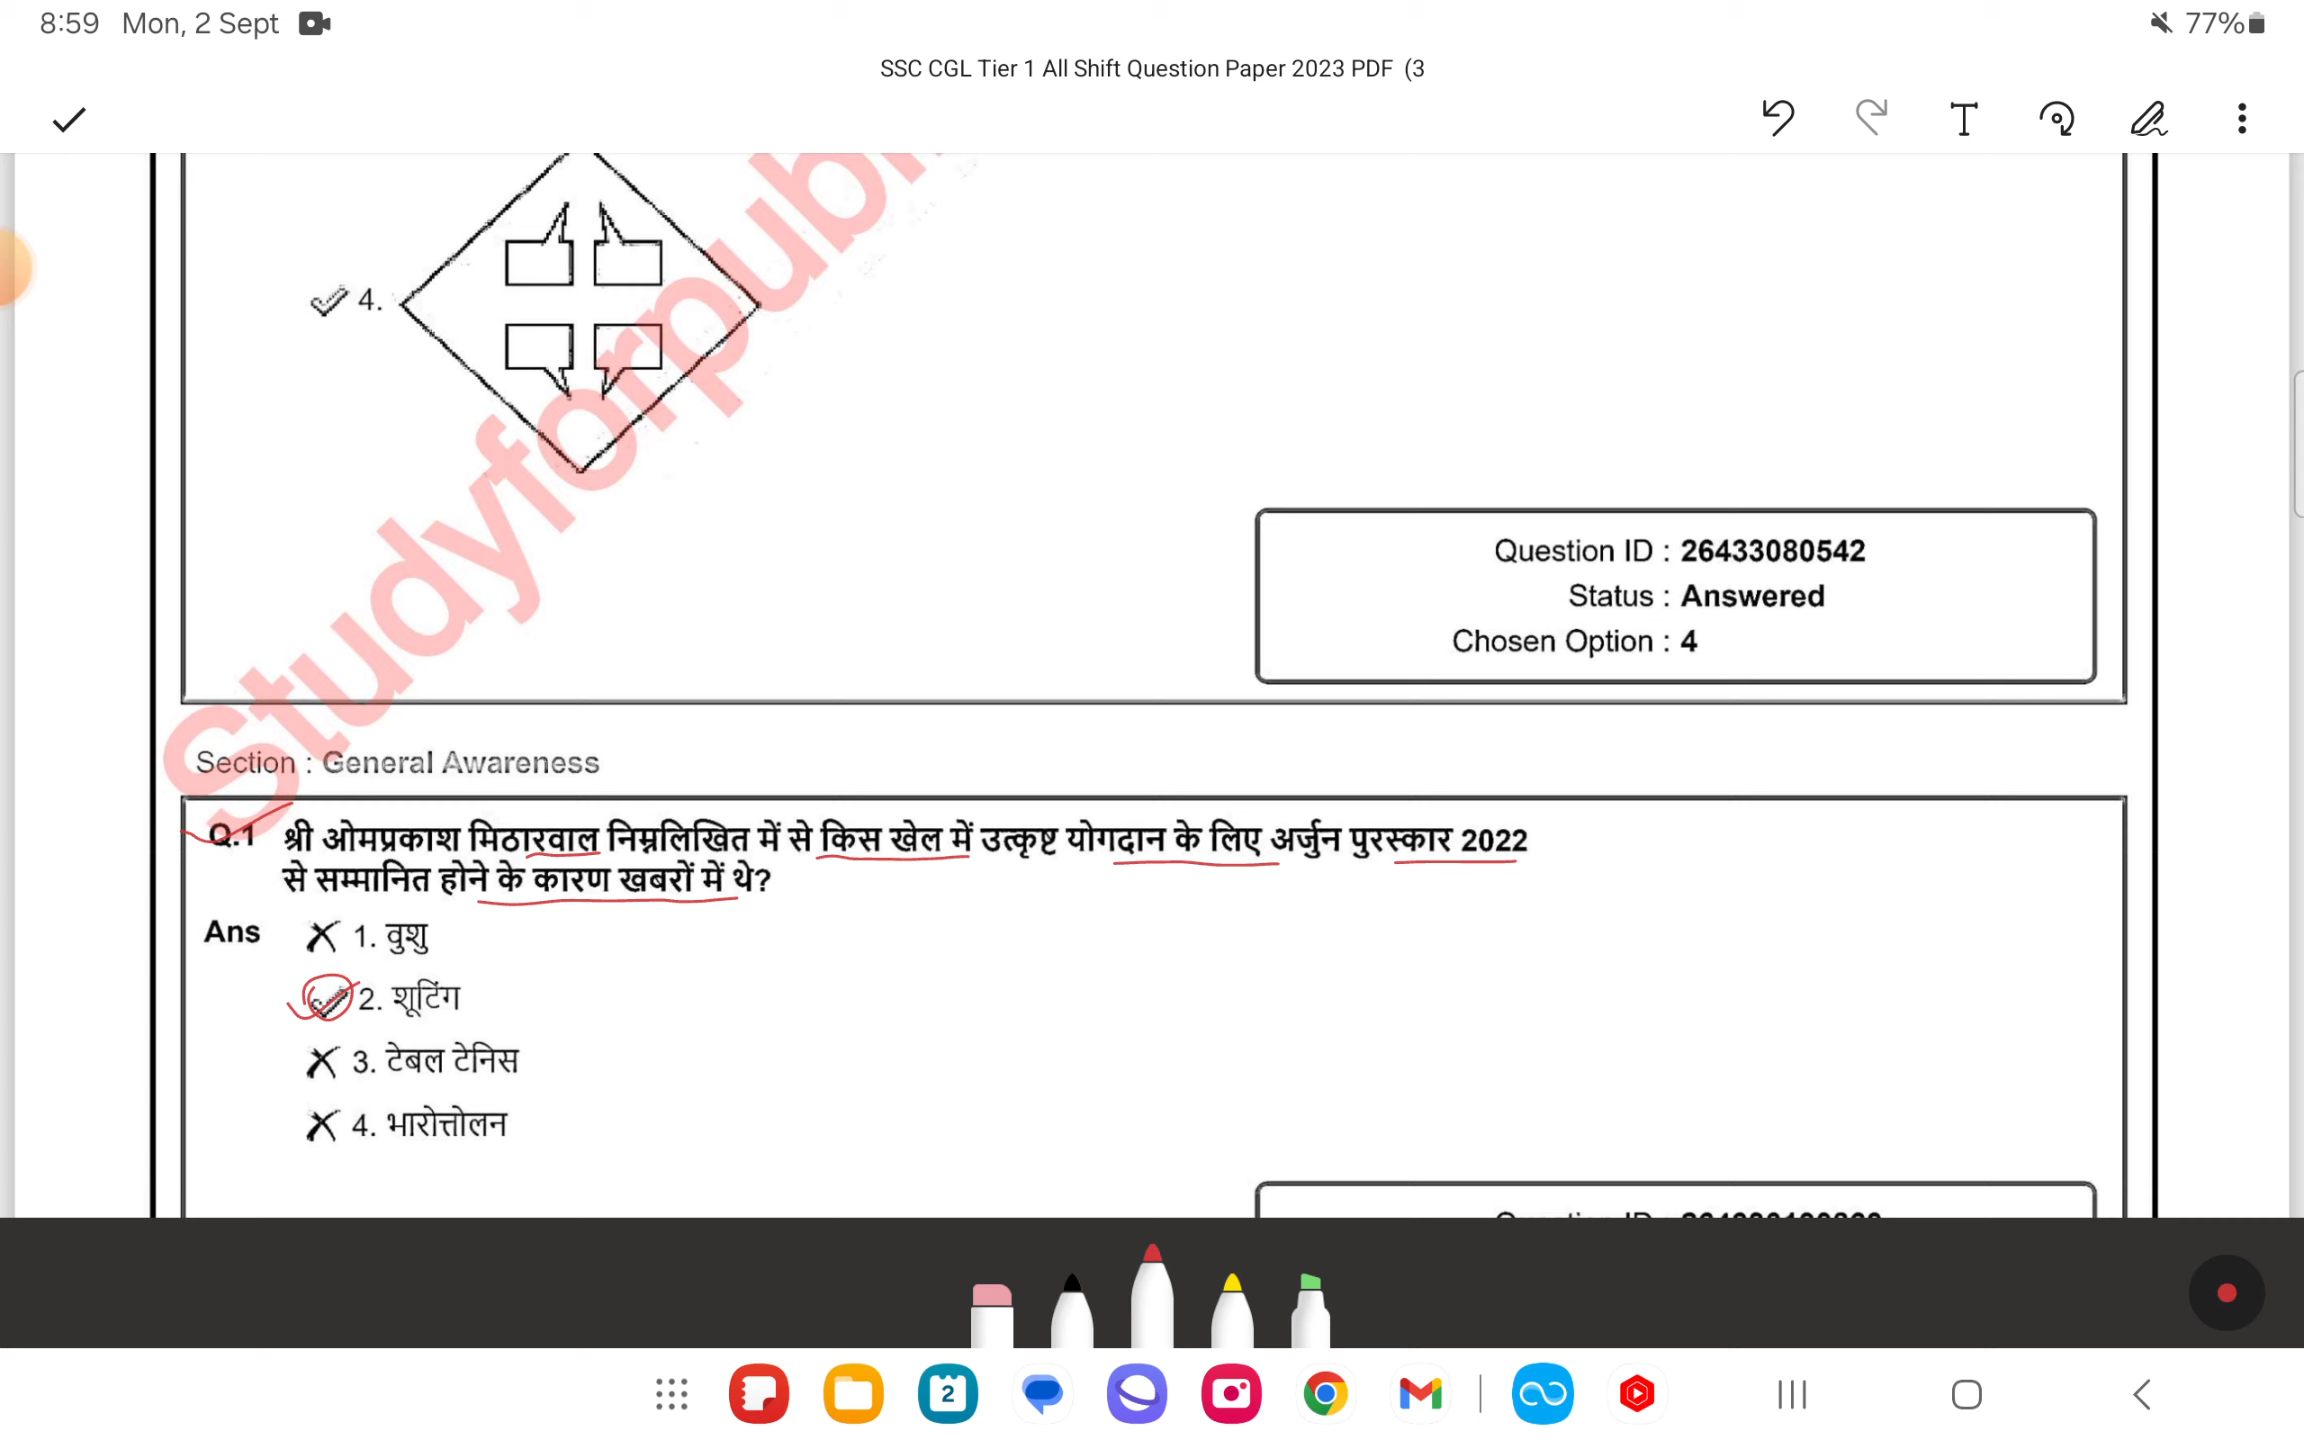 8:59 Mon, 2 Sept
77%
SSC CGL Tier 1 All Shift Question Paper 2023 PDF (3
T
4.
Studyforpubl
Question ID : 26433080542
Status : Answered
Chosen Option : 4
Section : General Awareness
Q.1 श्री ओमप्रकाश मिठारवाल निम्नलिखित में से किस खेल में उत्कृष्ट योगदान के लिए अर्जुन पुरस्कार 2022
से सम्मानित होने के कारण खबरों में थे?
Ans 1. वुशु
2. शूटिंग
3. टेबल टेनिस
4. भारोत्तोलन
2